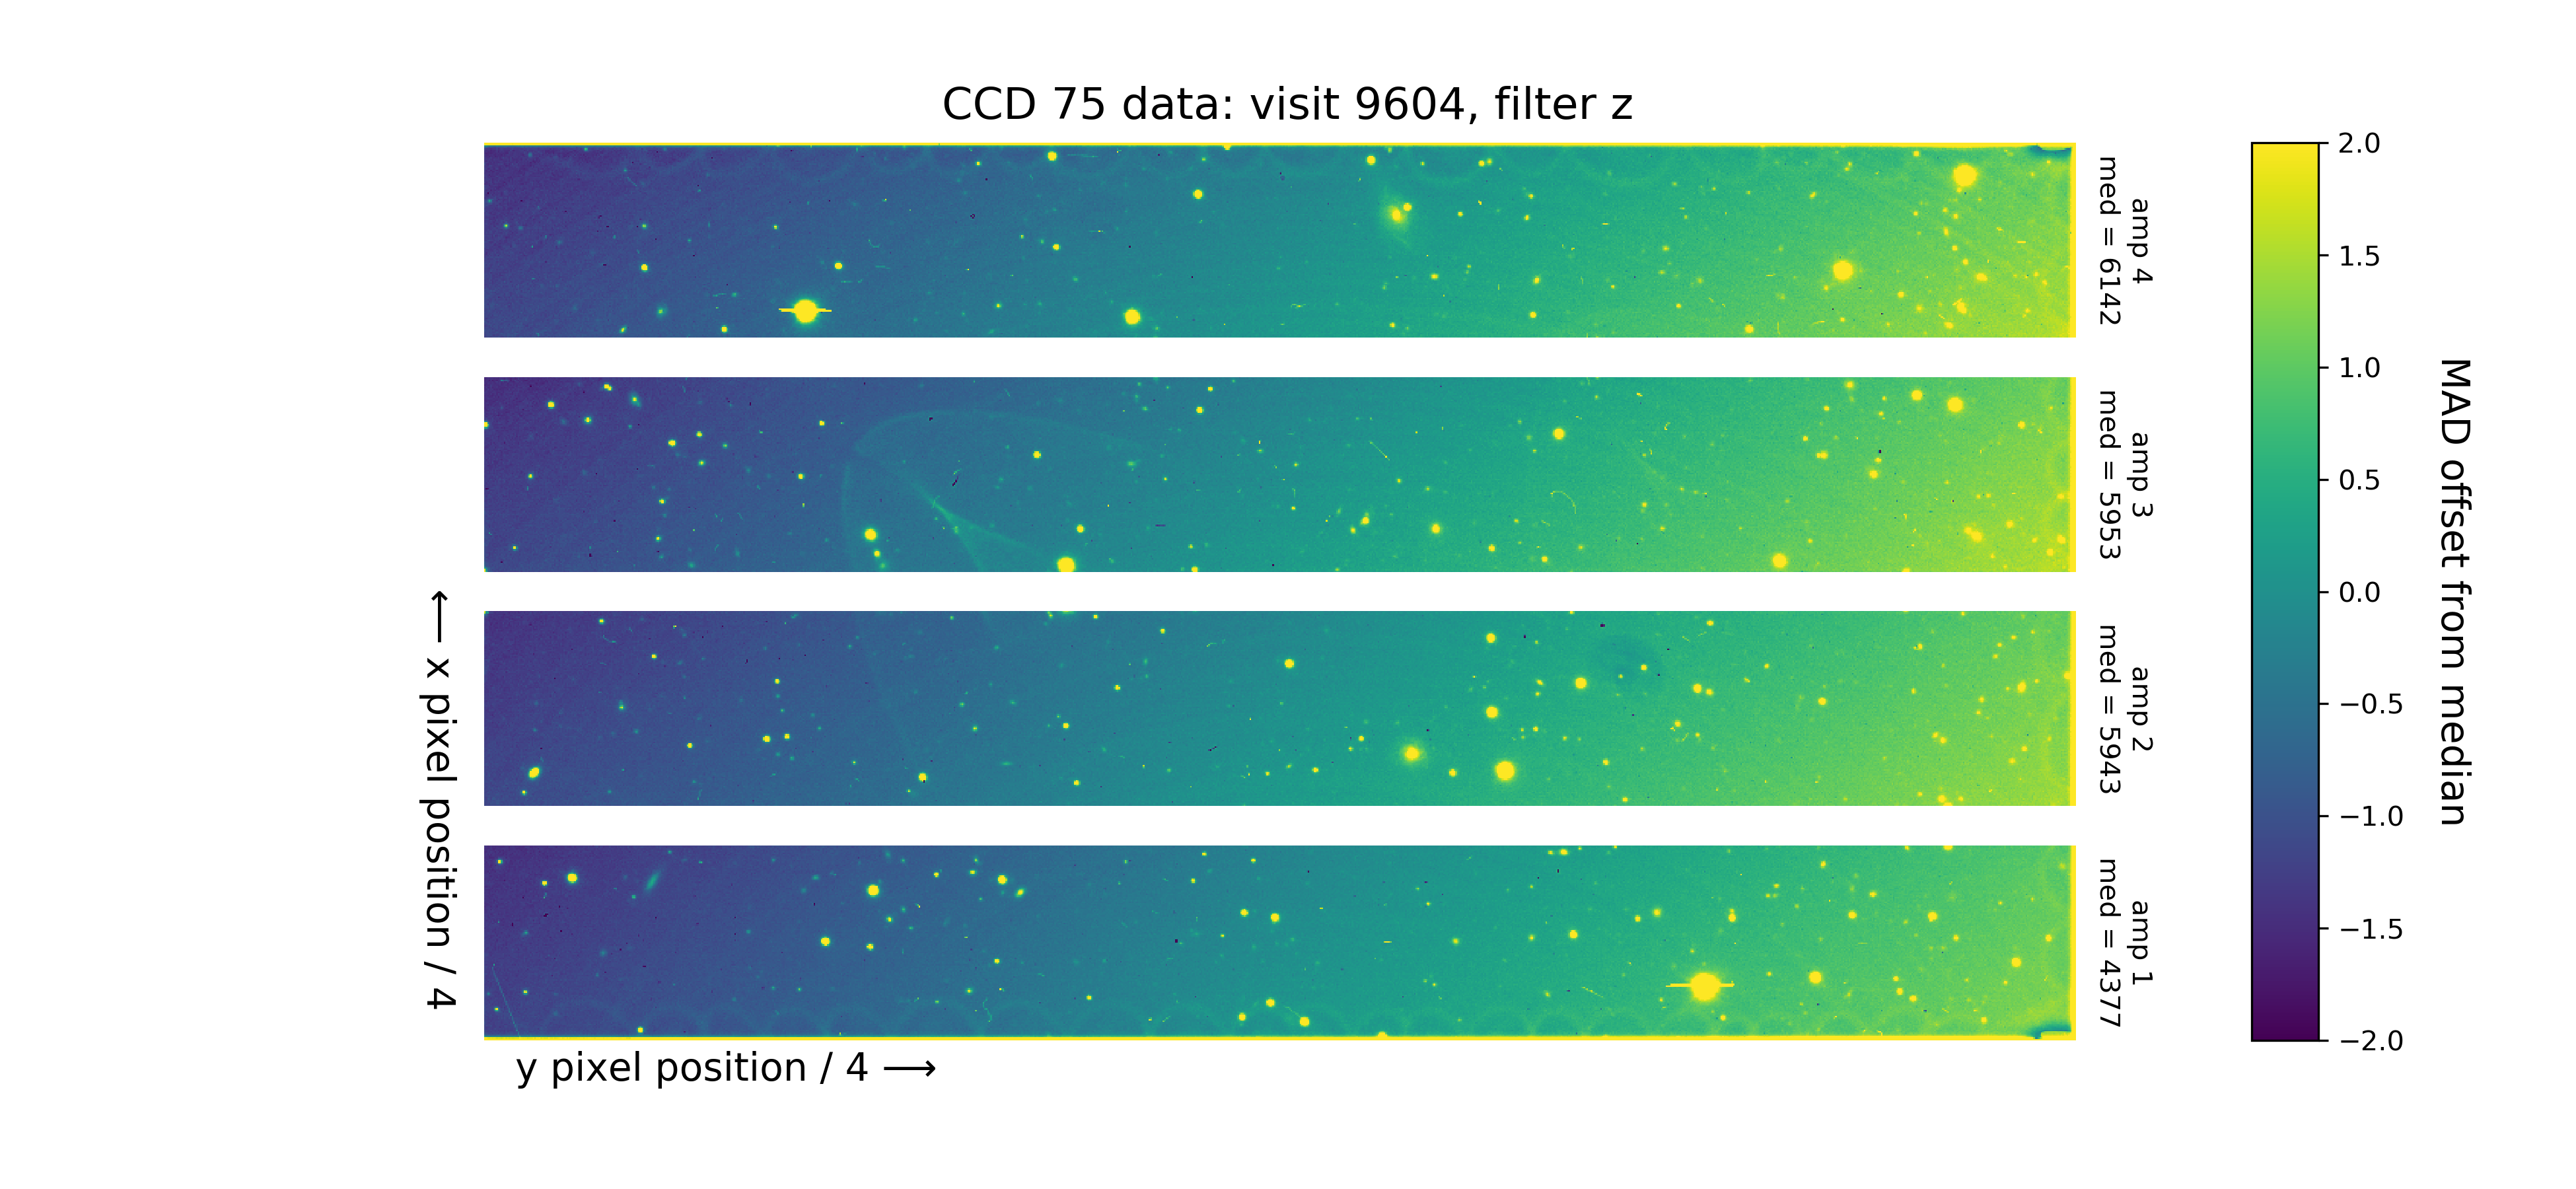 CCD 75 data: visit 9604, filter z
amp 4
med = 6142
amp 3
med = 5953
amp 2
med = 5943
amp 1
med = 4377
⟵ x pixel position / 4
y pixel position / 4 ⟶
2.0
1.5
1.0
0.5
0.0
−0.5
−1.0
−1.5
−2.0
MAD offset from median